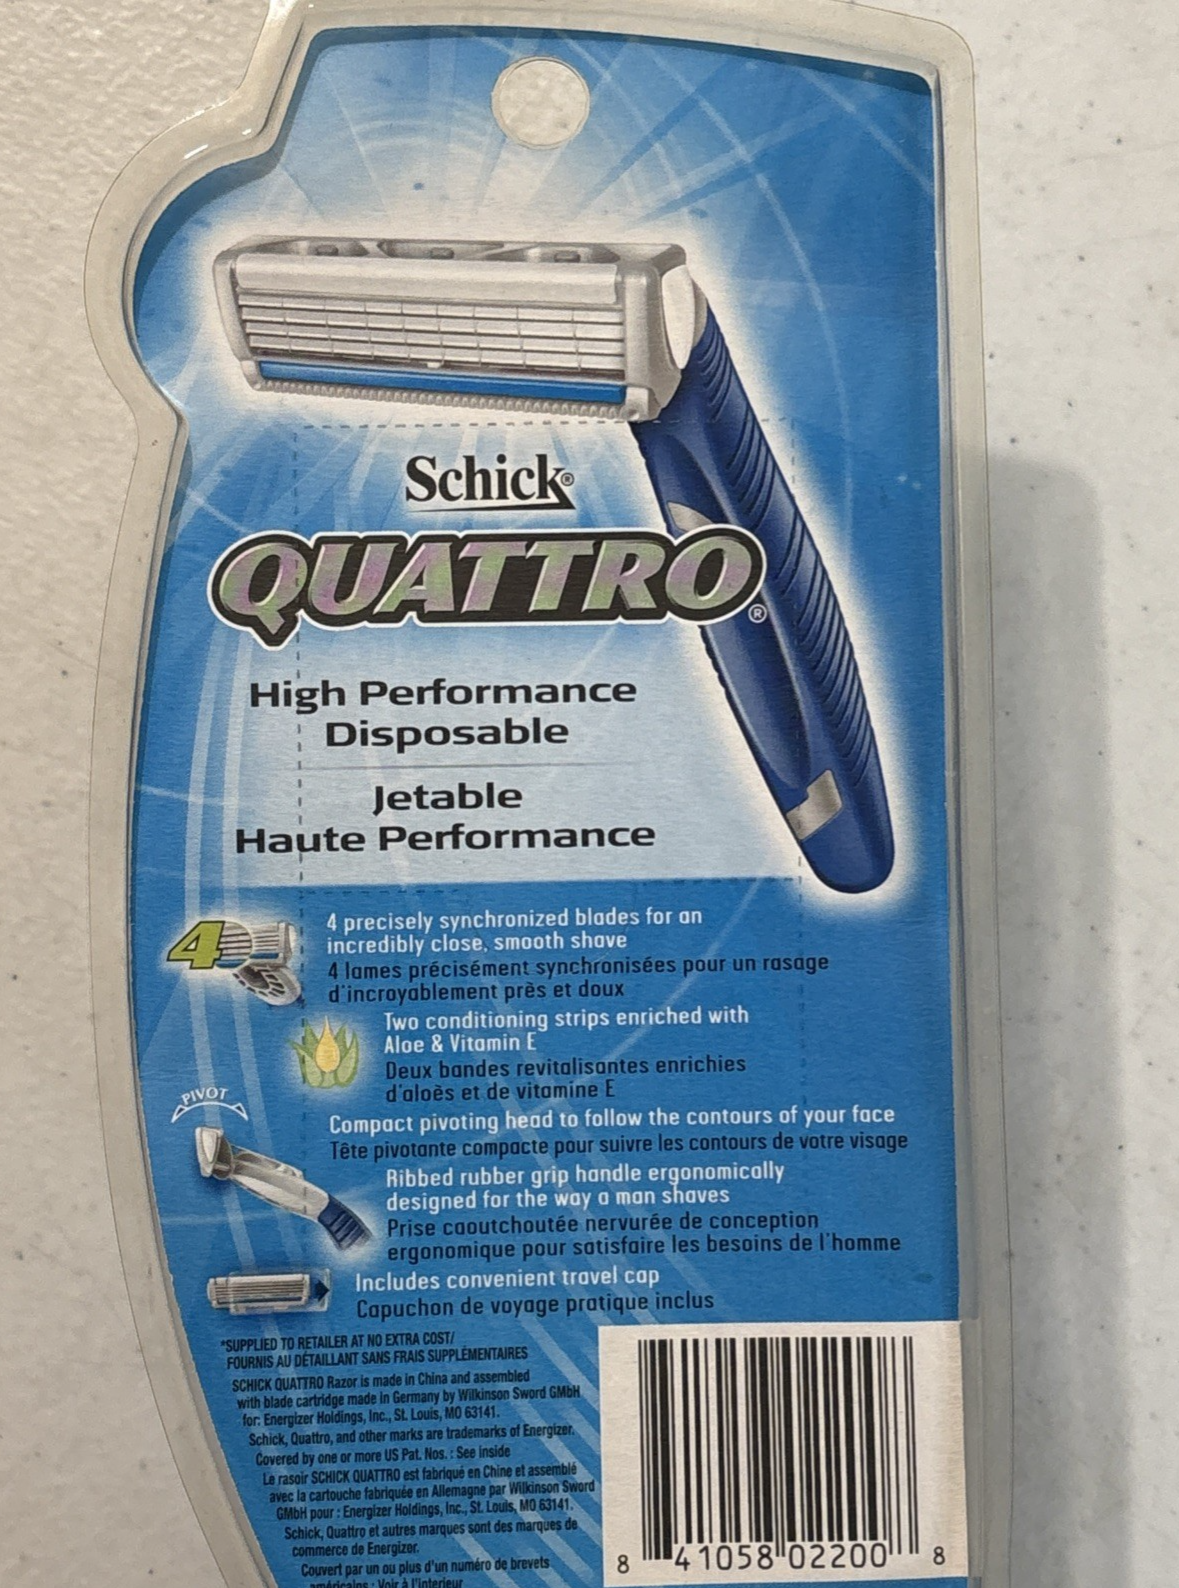 Schick®
QUATTRO®
High Performance
Disposable
Jetable
Haute Performance
4
4 precisely synchronized blades for an
incredibly close, smooth shave
4 lames précisément synchronisées pour un rasage
d'incroyablement près et doux
Two conditioning strips enriched with
Aloe & Vitamin E
Deux bandes revitalisantes enrichies
d'aloès et de vitamine E
PIVOT
Compact pivoting head to follow the contours of your face
Tête pivotante compacte pour suivre les contours de votre visage
Ribbed rubber grip handle ergonomically
designed for the way a man shaves
Prise caoutchoutée nervurée de conception
ergonomique pour satisfaire les besoins de l'homme
Includes convenient travel cap
Capuchon de voyage pratique inclus
*SUPPLIED TO RETAILER AT NO EXTRA COST/
FOURNIS AU DÉTAILLANT SANS FRAIS SUPPLÉMENTAIRES
SCHICK QUATTRO Razor is made in China and assembled
with blade cartridge made in Germany by Wilkinson Sword GMbH
for: Energizer Holdings, Inc., St. Louis, MO 63141.
Schick, Quattro, and other marks are trademarks of Energizer.
Covered by one or more US Pat. Nos. : See inside
Le rasoir SCHICK QUATTRO est fabriqué en Chine et assemblé
avec la cartouche fabriquée en Allemagne par Wilkinson Sword
GMbH pour : Energizer Holdings, Inc., St. Louis, MO 63141.
Schick, Quattro et autres marques sont des marques de
commerce de Energizer.
Couvert par un ou plus d'un numéro de brevets
américains : Voir à l'interieur
8 41058 02200 8